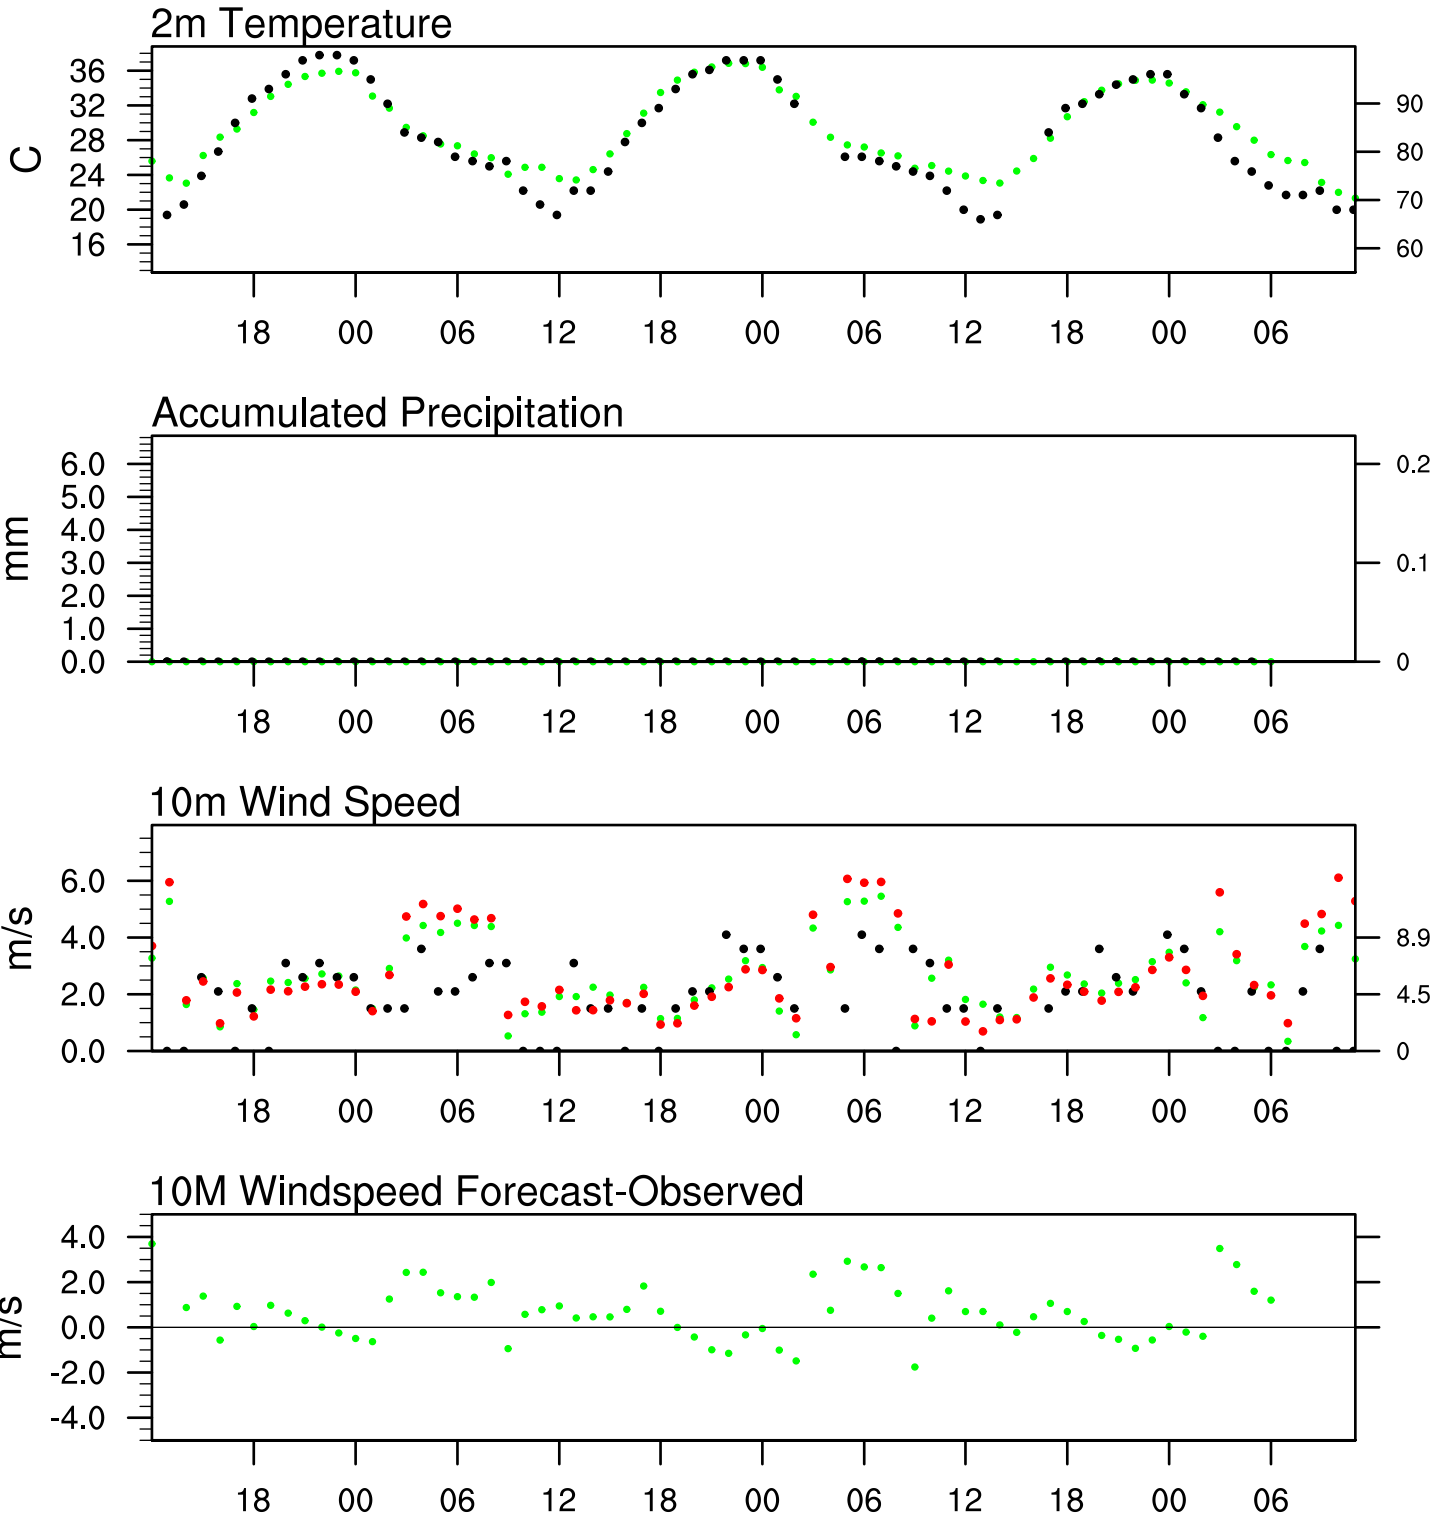 2m Temperature
36
32
28
24
20
16
C
90
80
70
60
18 00 06 12 18 00 06 12 18 00 06
Accumulated Precipitation
6.0
5.0
4.0
3.0
2.0
1.0
0.0
mm
0.2
0.1
0
18 00 06 12 18 00 06 12 18 00 06
10m Wind Speed
6.0
4.0
2.0
0.0
m/s
8.9
4.5
0
18 00 06 12 18 00 06 12 18 00 06
10M Windspeed Forecast-Observed
4.0
2.0
0.0
-2.0
-4.0
m/s
18 00 06 12 18 00 06 12 18 00 06